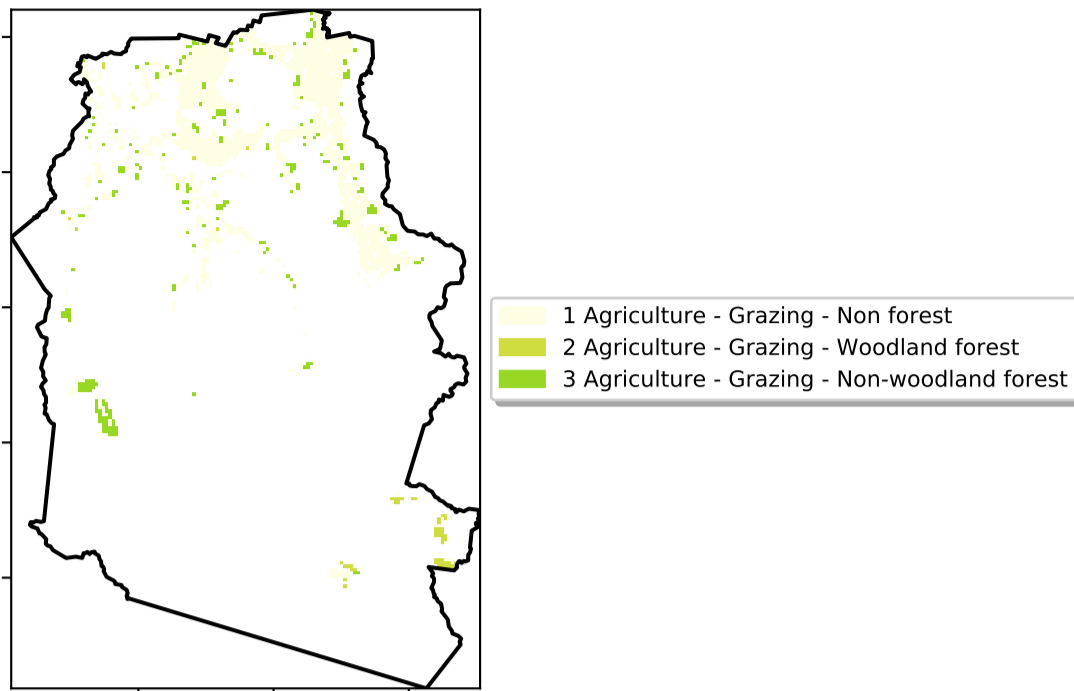 1 Agriculture - Grazing - Non forest
2 Agriculture - Grazing - Woodland forest
3 Agriculture - Grazing - Non-woodland forest